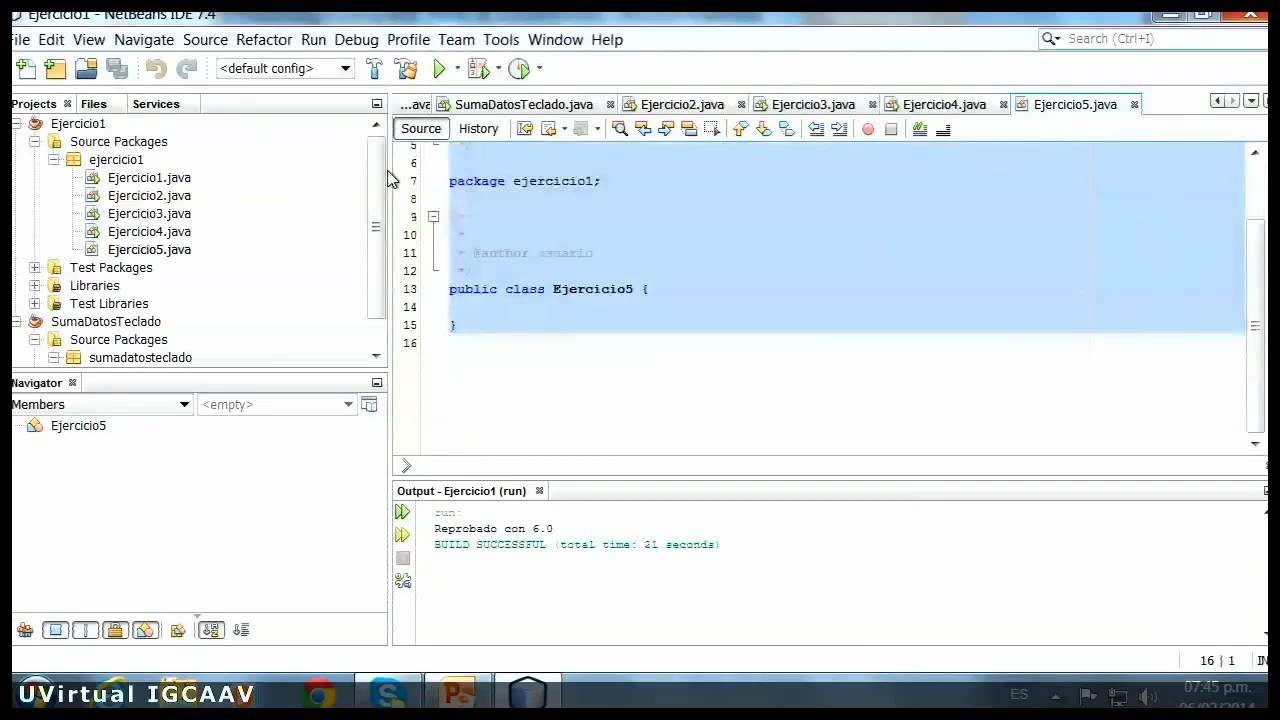 Ejercicio1 - NetBeans IDE 7.4
File Edit View Navigate Source Refactor Run Debug Profile Team Tools Window Help
Search (Ctrl+I)
<default config>
Projects Files Services
...ava SumaDatosTeclado.java Ejercicio2.java Ejercicio3.java Ejercicio4.java Ejercicio5.java
Source History
Ejercicio1
Source Packages
ejercicio1
Ejercicio1.java
Ejercicio2.java
Ejercicio3.java
Ejercicio4.java
Ejercicio5.java
Test Packages
Libraries
Test Libraries
SumaDatosTeclado
Source Packages
sumadatosteclado
5
6
7 package ejercicio1;
8
9
10 *
11 * @author usuario
12 */
13 public class Ejercicio5 {
14
15 }
16
Navigator
Members <empty>
Ejercicio5
Output - Ejercicio1 (run)
run:
Reprobado con 6.0
BUILD SUCCESSFUL (total time: 21 seconds)
16 | 1 IN
UVirtual IGCAAV
ES
07:45 p.m.
06/02/2014